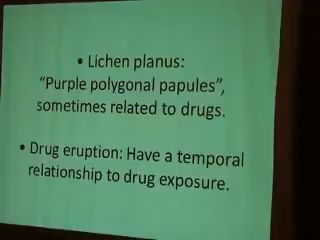 • Lichen planus:
“Purple polygonal papules”,
sometimes related to drugs.
• Drug eruption: Have a temporal
relationship to drug exposure.